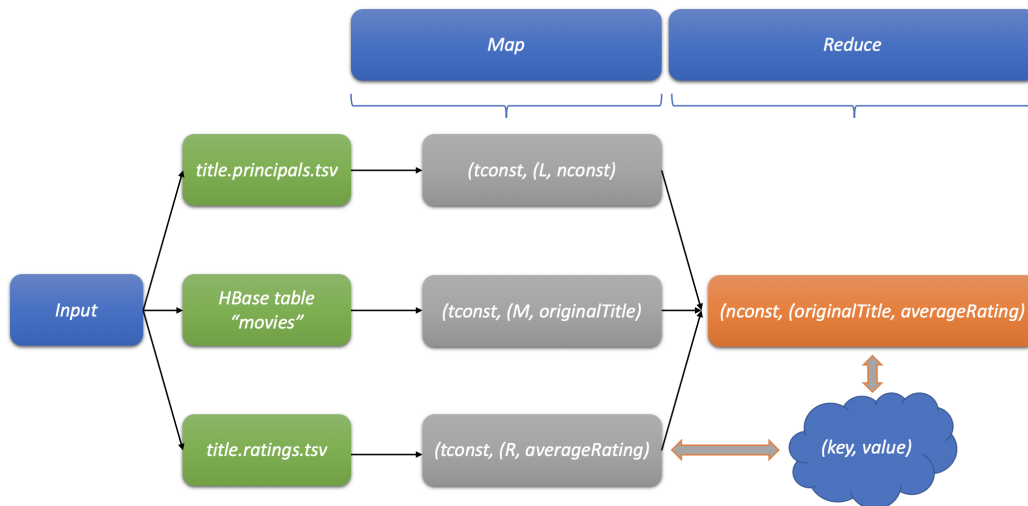 Map
Reduce
title.principals.tsv
(tconst, (L, nconst)
Input
HBase table
“movies”
(tconst, (M, originalTitle)
(nconst, (originalTitle, averageRating)
title.ratings.tsv
(tconst, (R, averageRating)
(key, value)